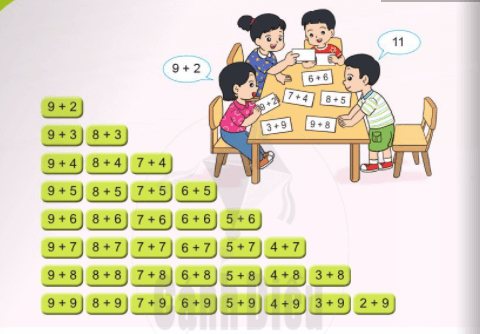 11
9 + 2
6 + 6
9 + 2
7 + 4
8 + 5
3 + 9
9 + 8
9 + 2
9 + 3 8 + 3
9 + 4 8 + 4 7 + 4
9 + 5 8 + 5 7 + 5 6 + 5
9 + 6 8 + 6 7 + 6 6 + 6 5 + 6
9 + 7 8 + 7 7 + 7 6 + 7 5 + 7 4 + 7
9 + 8 8 + 8 7 + 8 6 + 8 5 + 8 4 + 8 3 + 8
9 + 9 8 + 9 7 + 9 6 + 9 5 + 9 4 + 9 3 + 9 2 + 9
Cánh Diều